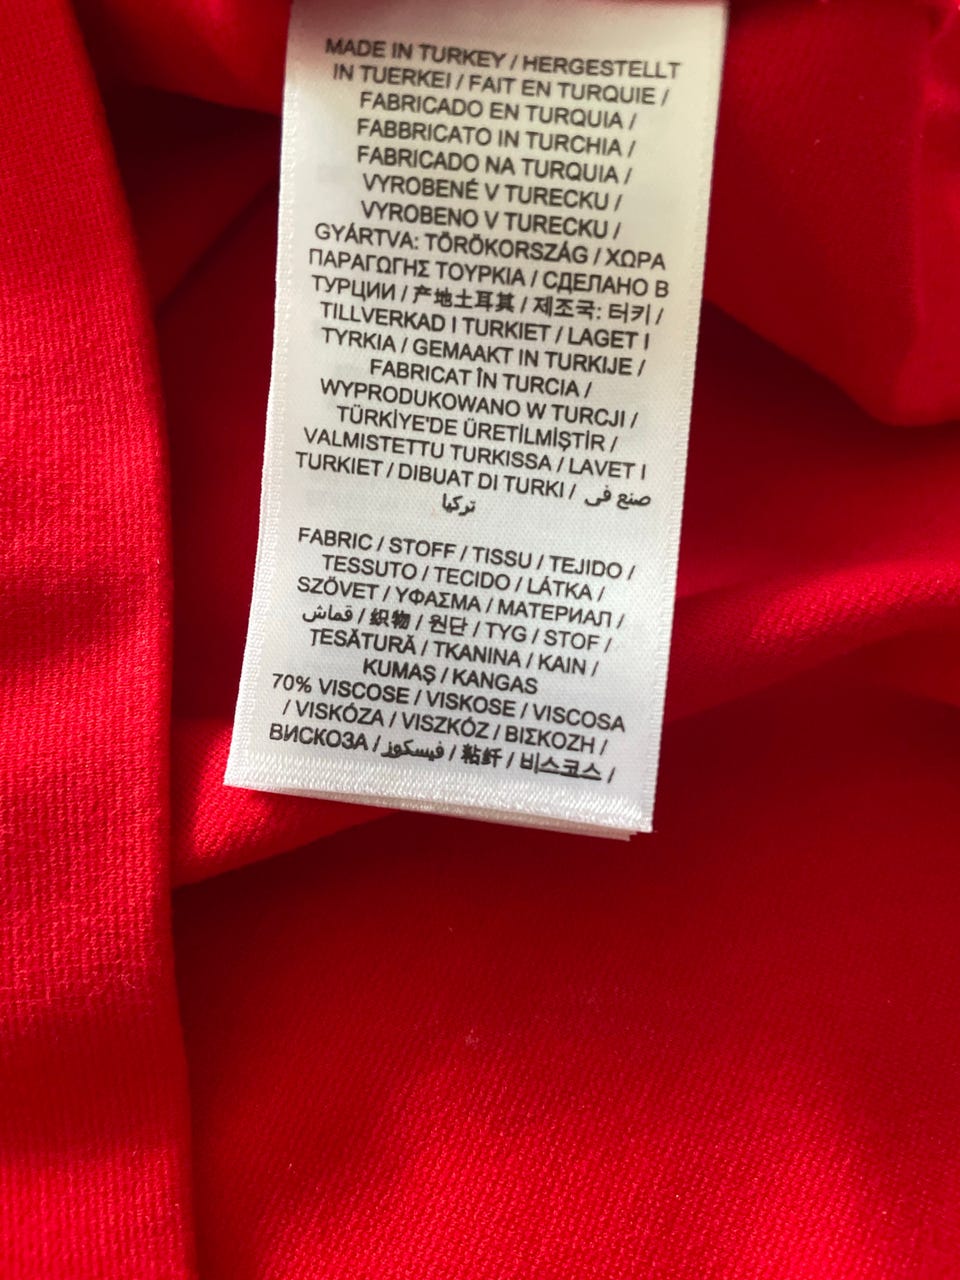 MADE IN TURKEY / HERGESTELLT
IN TUERKEI / FAIT EN TURQUIE /
FABRICADO EN TURQUIA /
FABBRICATO IN TURCHIA /
FABRICADO NA TURQUIA /
VYROBENÉ V TURECKU /
VYROBENO V TURECKU /
GYÁRTVA: TÖRÖKORSZÁG / ΧΩΡΑ
ΠΑΡΑΓΩΓΗΣ ΤΟΥΡΚΙΑ / СДЕЛАНО В
ТУРЦИИ / 产地土耳其 / 제조국: 터키 /
TILLVERKAD I TURKIET / LAGET I
TYRKIA / GEMAAKT IN TURKIJE /
FABRICAT ÎN TURCIA /
WYPRODUKOWANO W TURCJI /
TÜRKİYE'DE ÜRETİLMİŞTİR /
VALMISTETTU TURKISSA / LAVET I
TURKIET / DIBUAT DI TURKI / صنع في
تركيا
FABRIC / STOFF / TISSU / TEJIDO /
TESSUTO / TECIDO / LÁTKA /
SZÖVET / ΥΦΑΣΜΑ / МАТЕРИАЛ /
قماش / 织物 / 원단 / TYG / STOF /
ŢESĂTURĂ / TKANINA / KAIN /
KUMAŞ / KANGAS
70% VISCOSE / VISKOSE / VISCOSA
/ VISKÓZA / VISZKÓZ / ΒΙΣΚΟΖΗ /
ВИСКОЗА / فيسكوز / 粘纤 / 비스코스 /